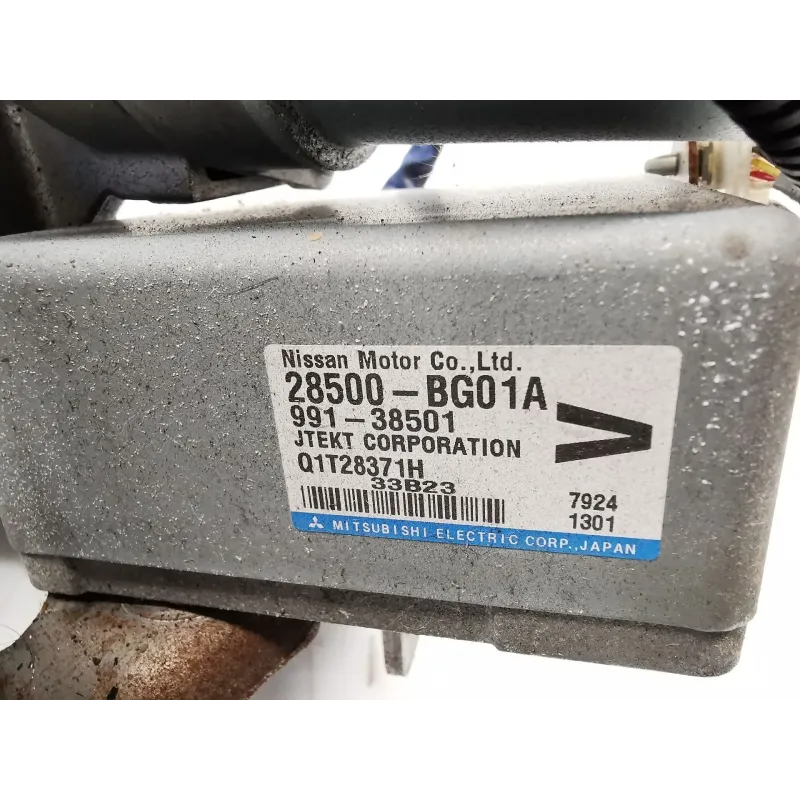 Nissan Motor Co.,Ltd.
28500-BG01A
991-38501
JTEKT CORPORATION
Q1T28371H
33B23
7924
1301
MITSUBISHI ELECTRIC CORP.,JAPAN